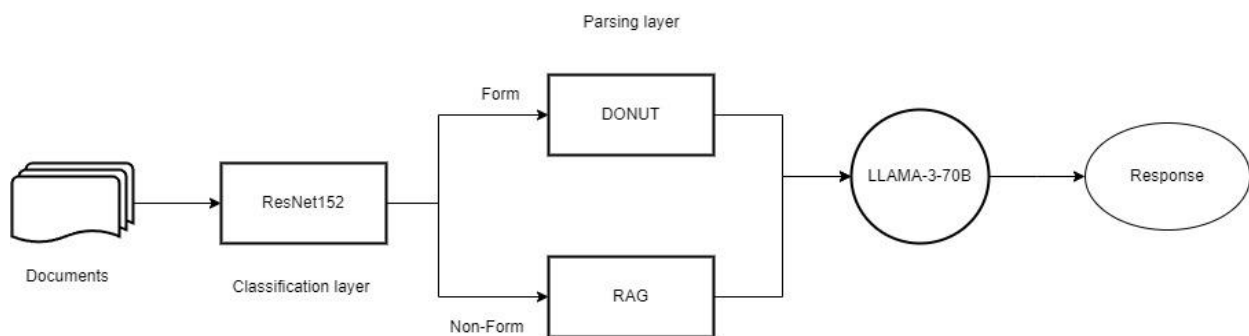 Parsing layer
Form
DONUT
Documents
ResNet152
Classification layer
LLAMA-3-70B
Response
RAG
Non-Form